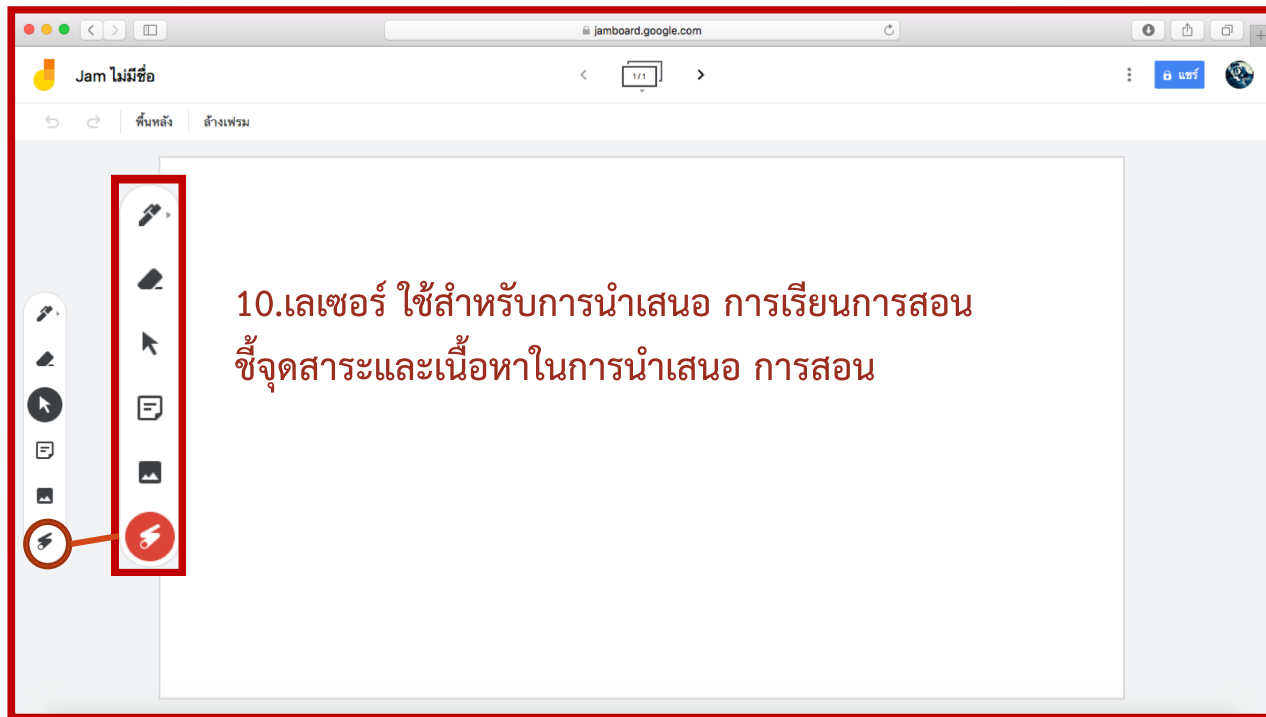 jamboard.google.com
Jam ไม่มีชื่อ
1/1
แชร์
พื้นหลัง
ล้างเฟรม
10.เลเซอร์ ใช้สำหรับการนำเสนอ การเรียนการสอน
ชี้จุดสาระและเนื้อหาในการนำเสนอ การสอน